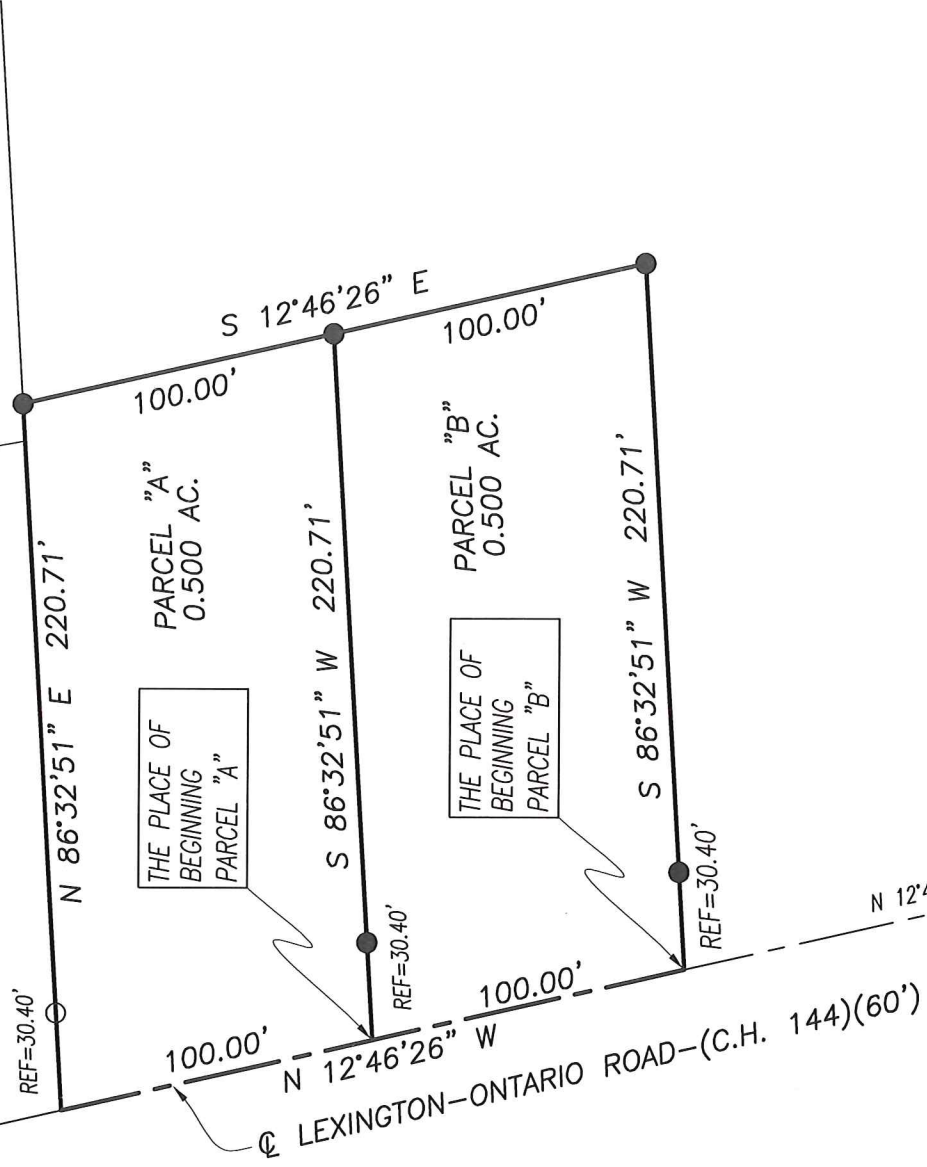 S 12°46'26" E
100.00'
100.00'
N 86°32'51" E 220.71'
PARCEL "A"
0.500 AC.
S 86°32'51" W 220.71'
PARCEL "B"
0.500 AC.
S 86°32'51" W 220.71'
THE PLACE OF
BEGINNING
PARCEL "A"
THE PLACE OF
BEGINNING
PARCEL "B"
REF=30.40'
REF=30.40'
REF=30.40'
100.00'
100.00'
N 12°46'26" W
N 12°4
℄ LEXINGTON-ONTARIO ROAD-(C.H. 144)(60')